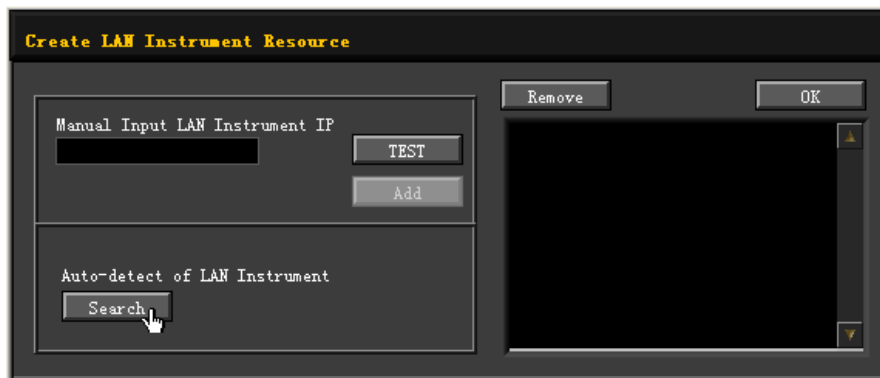 Create LAN Instrument Resource
Remove
OK
Manual Input LAN Instrument IP
TEST
Add
Auto-detect of LAN Instrument
Search